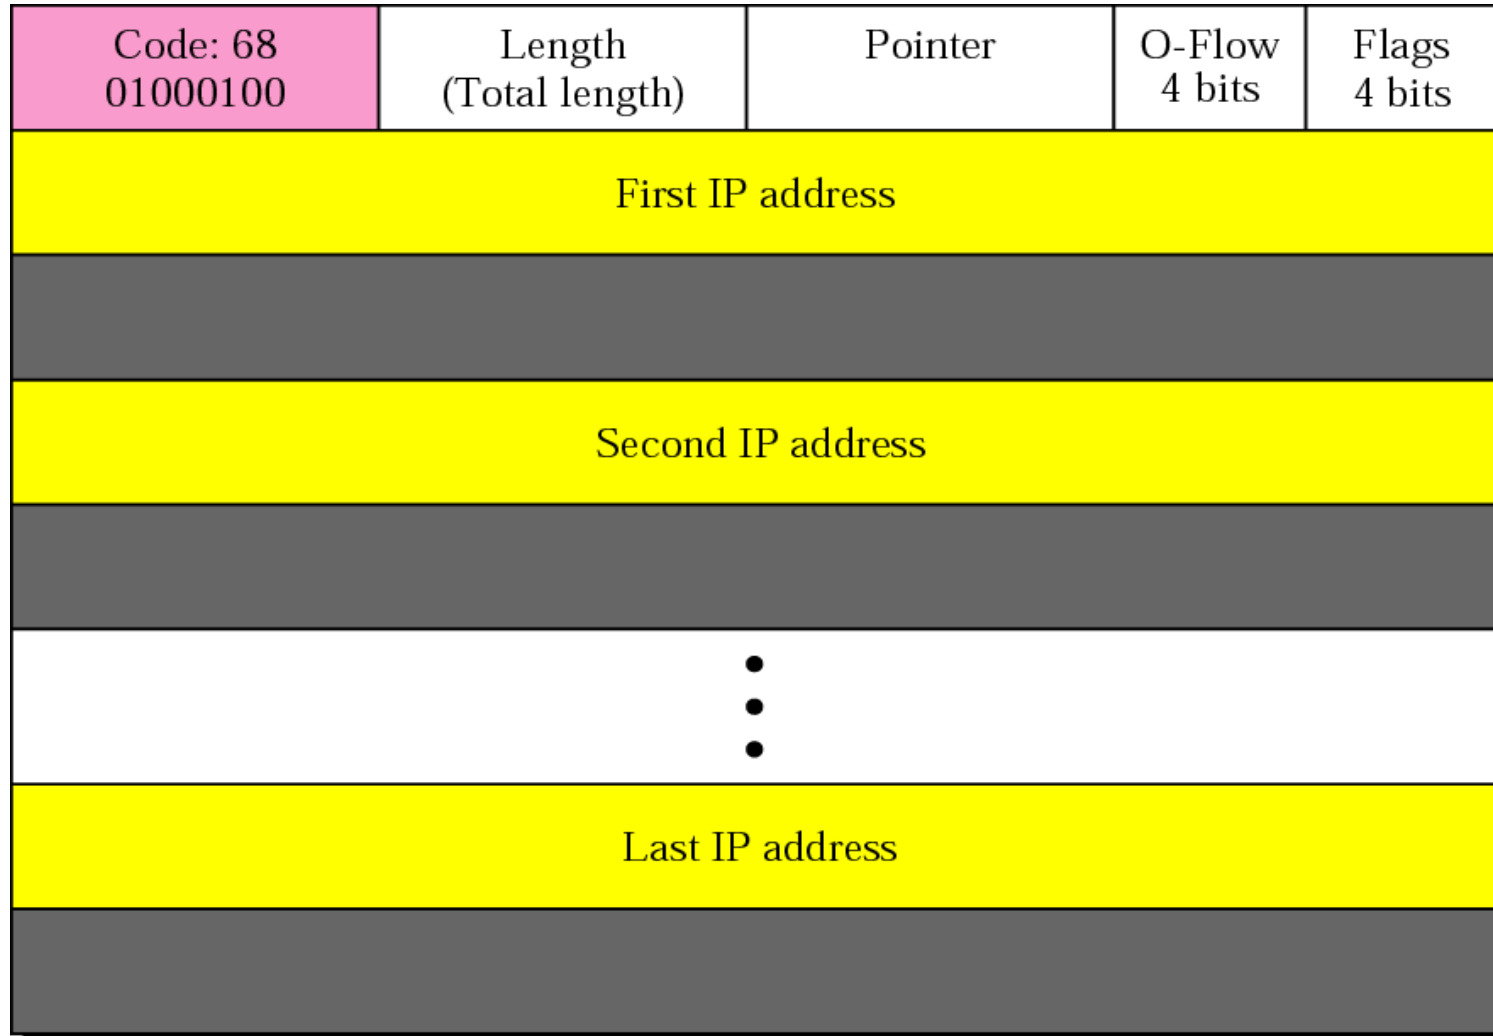 Code: 68
01000100
Length
(Total length)
Pointer
O-Flow
4 bits
Flags
4 bits
First IP address
Second IP address
Last IP address